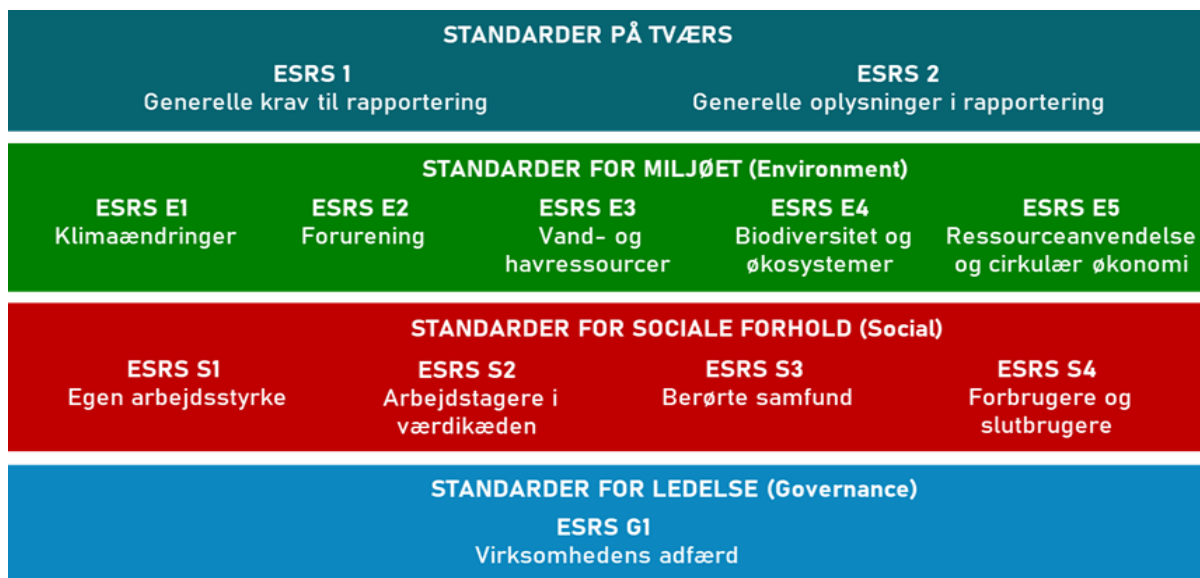 STANDARDER PÅ TVÆRS
ESRS 1
Generelle krav til rapportering
ESRS 2
Generelle oplysninger i rapportering
STANDARDER FOR MILJØET (Environment)
ESRS E1
Klimaændringer
ESRS E2
Forurening
ESRS E3
Vand- og
havressourcer
ESRS E4
Biodiversitet og
økosystemer
ESRS E5
Ressourceanvendelse
og cirkulær økonomi
STANDARDER FOR SOCIALE FORHOLD (Social)
ESRS S1
Egen arbejdsstyrke
ESRS S2
Arbejdstagere i
værdikæden
ESRS S3
Berørte samfund
ESRS S4
Forbrugere og
slutbrugere
STANDARDER FOR LEDELSE (Governance)
ESRS G1
Virksomhedens adfærd